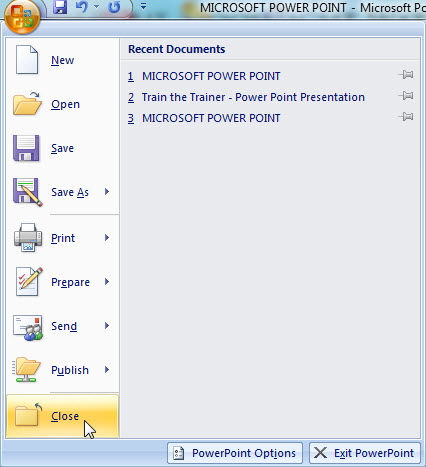 MICROSOFT POWER POINT - Microsoft Po
Recent Documents
New
1 MICROSOFT POWER POINT
2 Train the Trainer - Power Point Presentation
3 MICROSOFT POWER POINT
Open
Save
Save As
Print
Prepare
Send
Publish
Close
PowerPoint Options
Exit PowerPoint